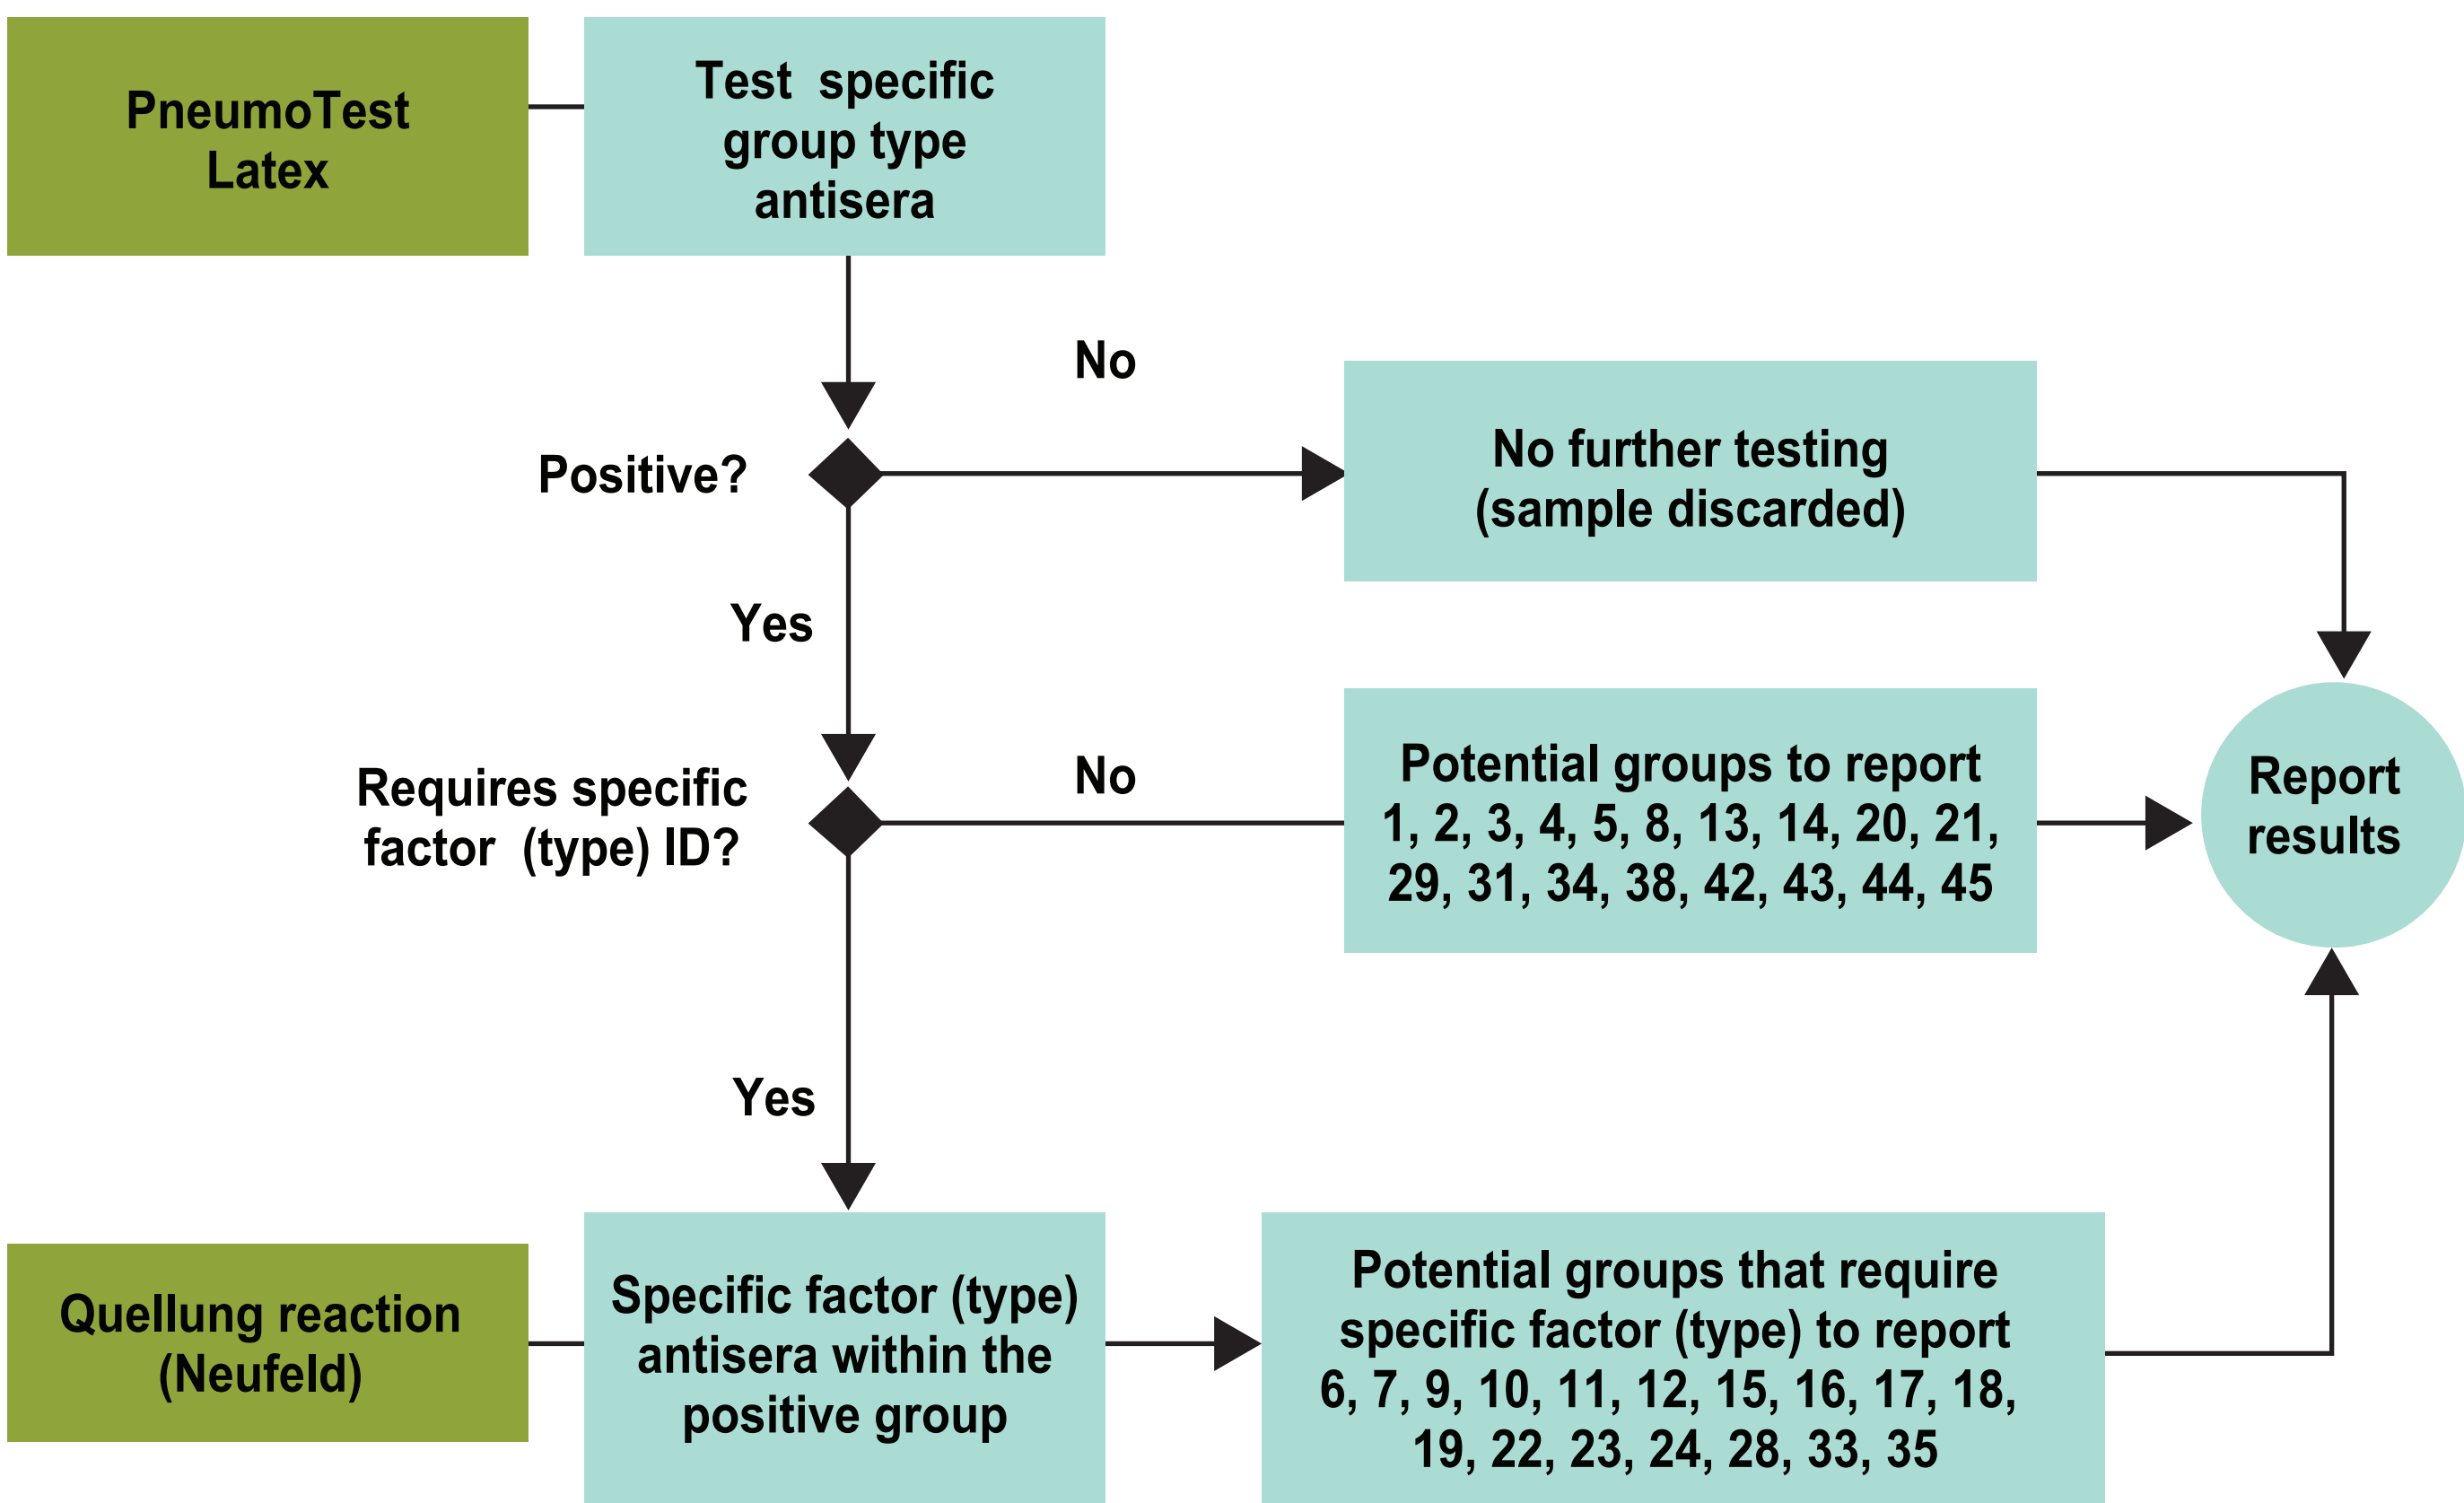 PneumoTest
Latex
Test specific
group type
antisera
No
Positive?
No further testing
(sample discarded)
Yes
Requires specific
factor (type) ID?
No
Potential groups to report
1, 2, 3, 4, 5, 8, 13, 14, 20, 21,
29, 31, 34, 38, 42, 43, 44, 45
Report
results
Yes
Quellung reaction
(Neufeld)
Specific factor (type)
antisera within the
positive group
Potential groups that require
specific factor (type) to report
6, 7, 9, 10, 11, 12, 15, 16, 17, 18,
19, 22, 23, 24, 28, 33, 35